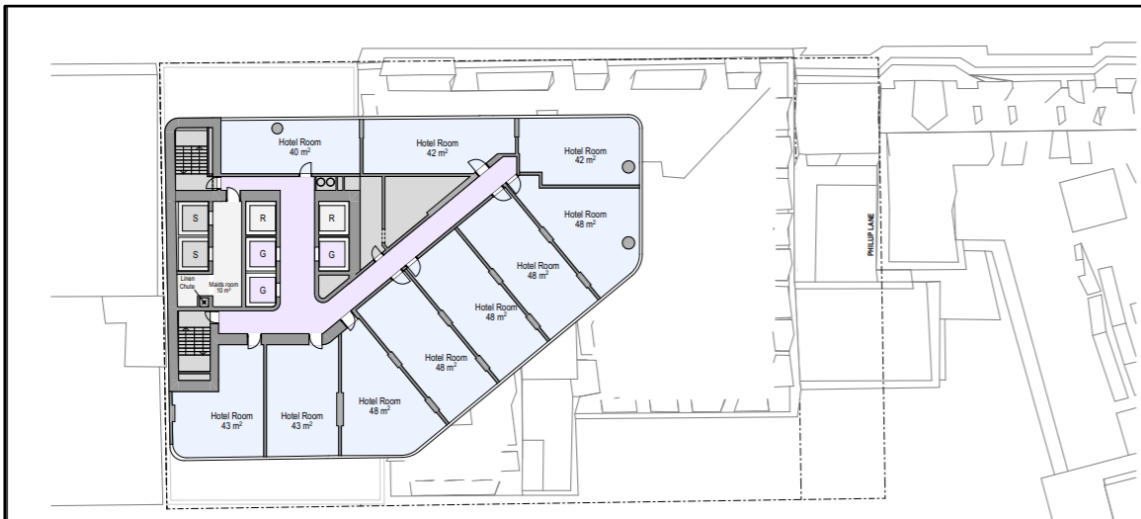 Hotel Room
40 m²
Hotel Room
42 m²
Hotel Room
42 m²
Hotel Room
48 m²
S
R
R
S
G
G
G
Linen
Chute
Maids room
10 m²
Hotel Room
48 m²
Hotel Room
48 m²
Hotel Room
48 m²
Hotel Room
48 m²
Hotel Room
43 m²
Hotel Room
43 m²
PHILLIP LANE